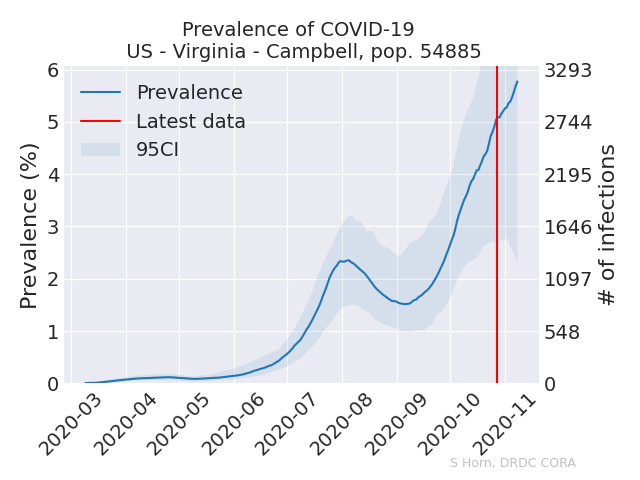 Prevalence of COVID-19
US - Virginia - Campbell, pop. 54885
Prevalence
Latest data
95CI
Prevalence (%)
6
5
4
3
2
1
0
3293
2744
2195
1646
1097
548
0
# of infections
2020-03
2020-04
2020-05
2020-06
2020-07
2020-08
2020-09
2020-10
2020-11
S Horn, DRDC CORA